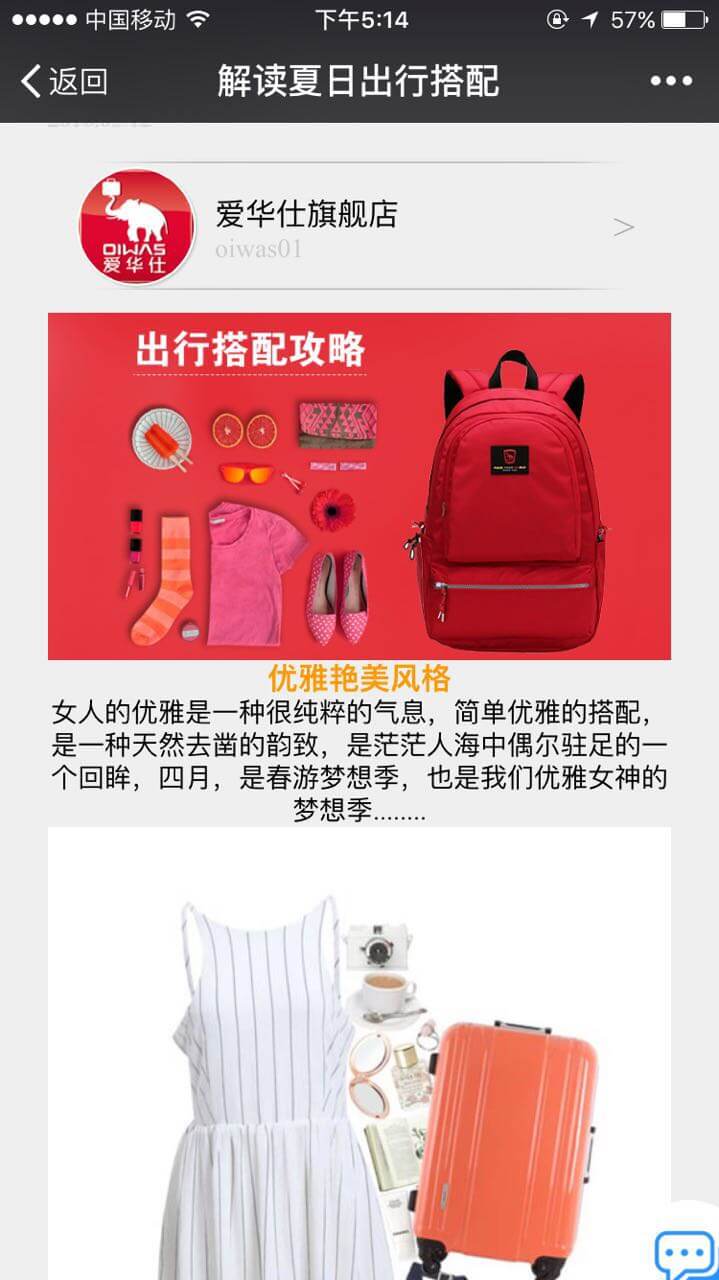 中国移动 下午5:14 57%
返回 解读夏日出行搭配
爱华仕旗舰店
oiwas01
OIWAS
爱华仕
出行搭配攻略
优雅艳美风格
女人的优雅是一种很纯粹的气息，简单优雅的搭配，
是一种天然去凿的韵致，是茫茫人海中偶尔驻足的一
个回眸，四月，是春游梦想季，也是我们优雅女神的
梦想季........